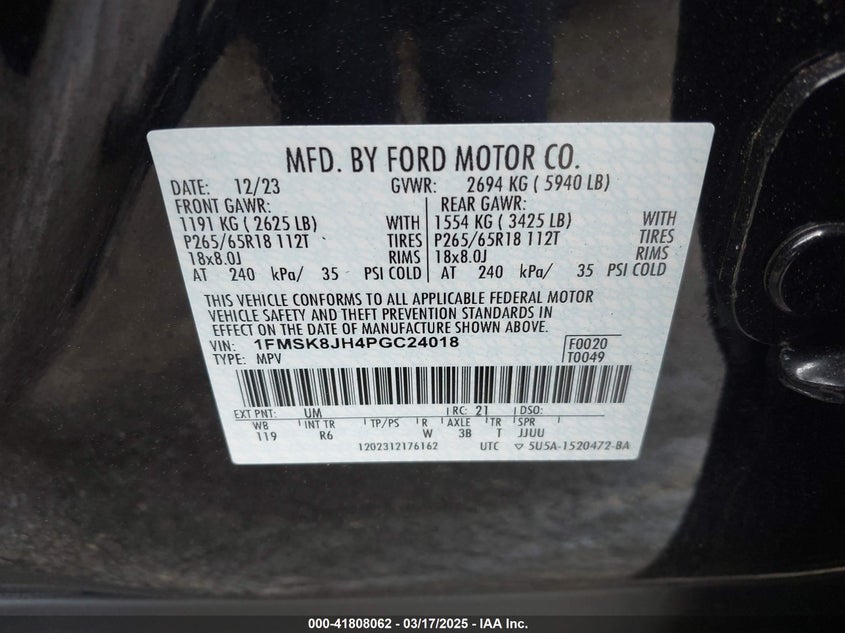 MFD. BY FORD MOTOR CO.
DATE: 12/23 GVWR: 2694 KG ( 5940 LB)
FRONT GAWR: REAR GAWR:
1191 KG ( 2625 LB) WITH 1554 KG ( 3425 LB) WITH
P265/65R18 112T TIRES P265/65R18 112T TIRES
18x8.0J RIMS 18x8.0J RIMS
AT 240 kPa/ 35 PSI COLD AT 240 kPa/ 35 PSI COLD
THIS VEHICLE CONFORMS TO ALL APPLICABLE FEDERAL MOTOR
VEHICLE SAFETY AND THEFT PREVENTION STANDARDS IN
EFFECT ON THE DATE OF MANUFACTURE SHOWN ABOVE.
VIN: 1FMSK8JH4PGC24018 F0020
TYPE: MPV T0049
EXT PNT: UM RC: 21 DSO:
WB INT TR TP/PS R AXLE TR SPR
119 R6 W 3B T JJUU
1202312176162 UTC ▽ 5U5A-1520472-BA
000-41808062 - 03/17/2025 - IAA Inc.